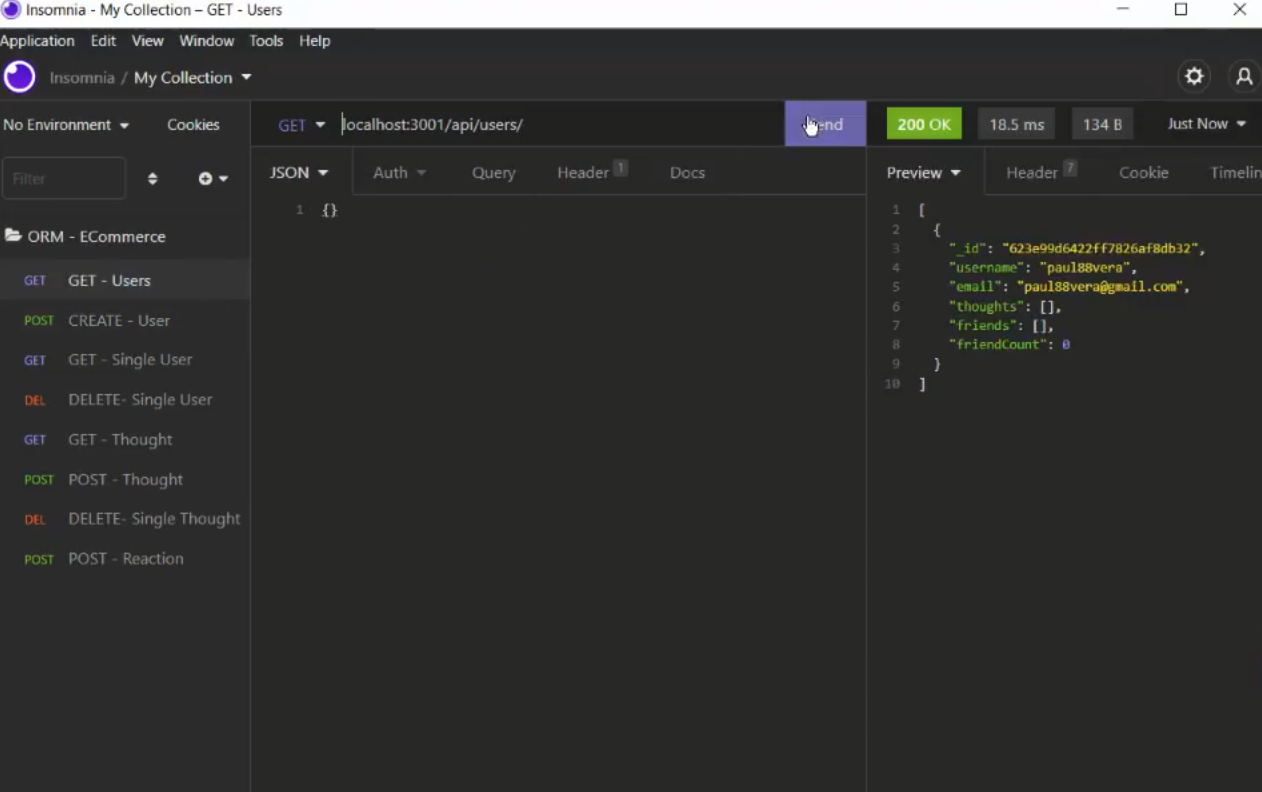 Insomnia - My Collection – GET - Users
Application Edit View Window Tools Help
Insomnia / My Collection
No Environment Cookies
GET localhost:3001/api/users/
200 OK 18.5 ms 134 B Just Now
Filter
JSON Auth Query Header 1 Docs
Preview Header 7 Cookie Timelin
1 {}
1 [
2 {
3 "_id": "623e99d6422ff7826af8db32",
4 "username": "paul88vera",
5 "email": "paul88vera@gmail.com",
6 "thoughts": [],
7 "friends": [],
8 "friendCount": 0
9 }
10 ]
ORM - ECommerce
GET GET - Users
POST CREATE - User
GET GET - Single User
DEL DELETE- Single User
GET GET - Thought
POST POST - Thought
DEL DELETE- Single Thought
POST POST - Reaction